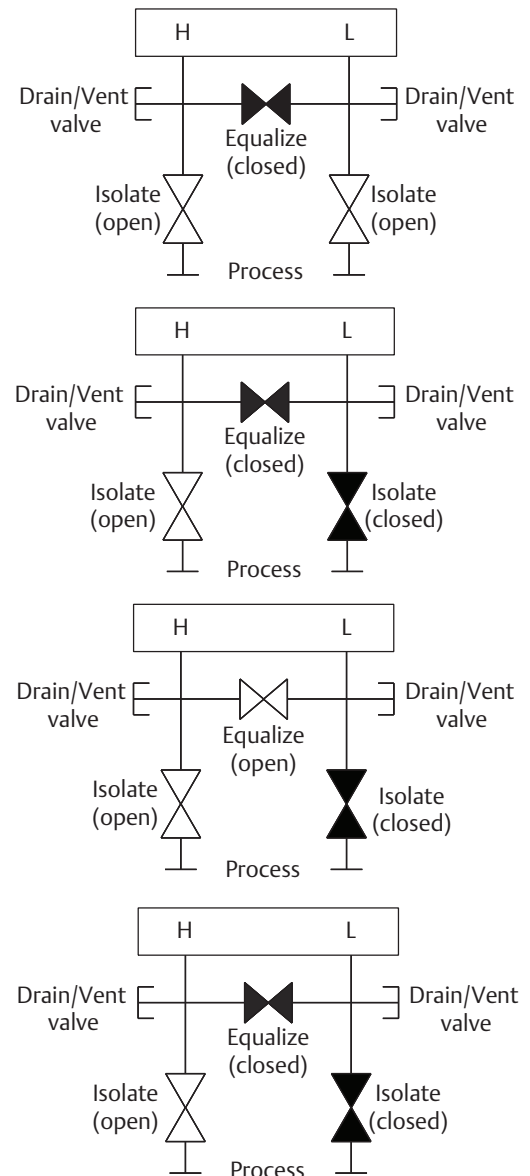 H L
Drain/Vent
valve
Drain/Vent
valve
Equalize
(closed)
Isolate
(open)
Isolate
(open)
Process
H L
Drain/Vent
valve
Drain/Vent
valve
Equalize
(closed)
Isolate
(open)
Isolate
(closed)
Process
H L
Drain/Vent
valve
Drain/Vent
valve
Equalize
(open)
Isolate
(open)
Isolate
(closed)
Process
H L
Drain/Vent
valve
Drain/Vent
valve
Equalize
(closed)
Isolate
(open)
Isolate
(closed)
Process